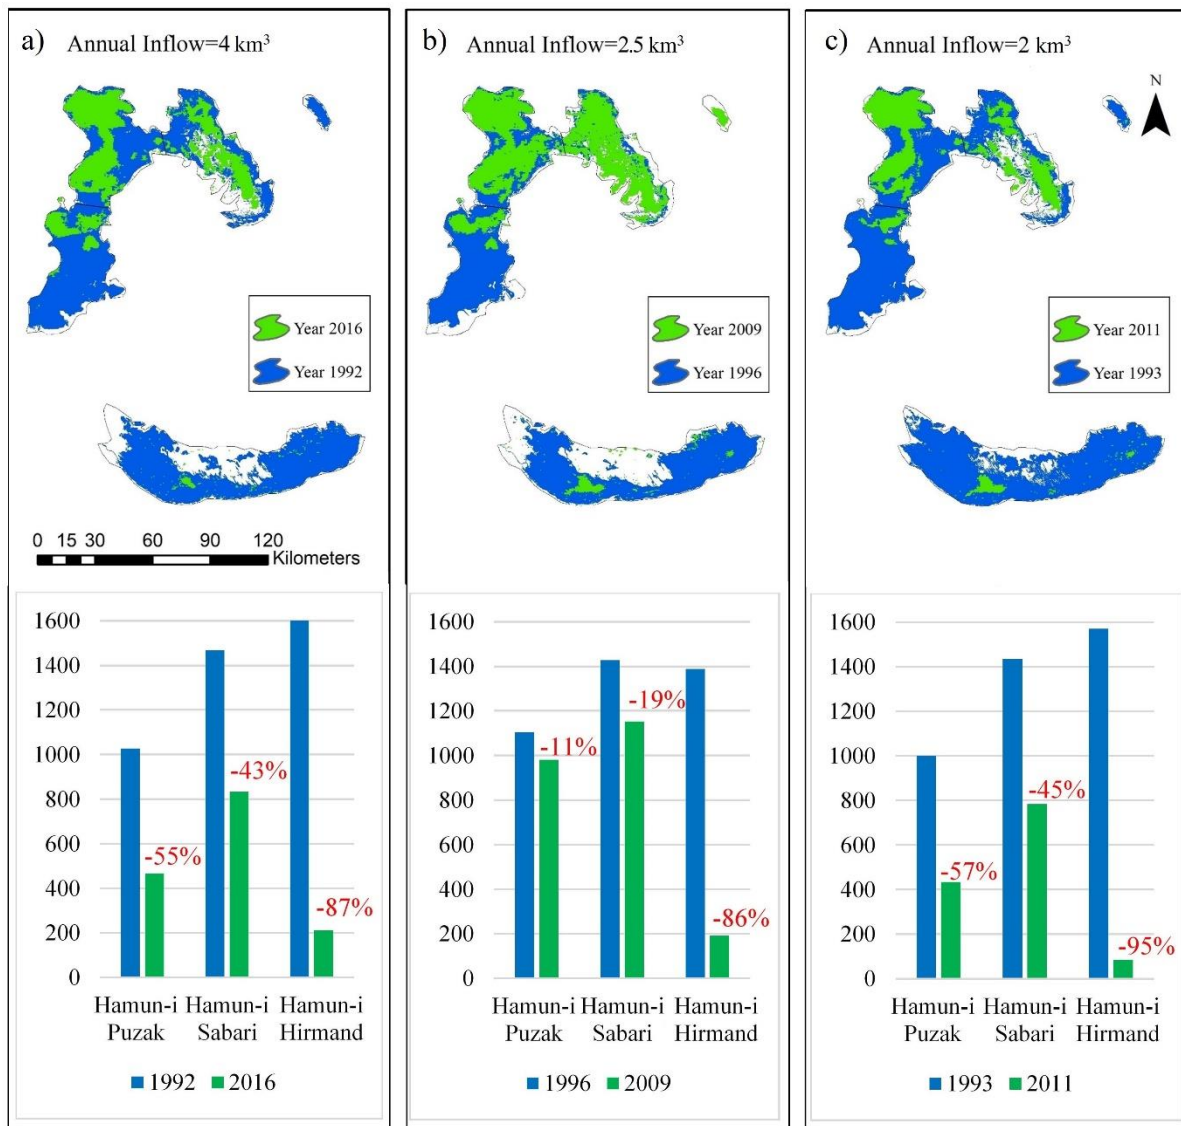 a) Annual Inflow=4 km³
Year 2016
Year 1992
0 15 30 60 90 120
Kilometers
1600
1400
1200
1000
800
600
400
200
0
-55%
-43%
-87%
Hamun-i Puzak
Hamun-i Sabari
Hamun-i Hirmand
1992 2016
b) Annual Inflow=2.5 km³
Year 2009
Year 1996
1600
1400
1200
1000
800
600
400
200
0
-11%
-19%
-86%
Hamun-i Puzak
Hamun-i Sabari
Hamun-i Hirmand
1996 2009
c) Annual Inflow=2 km³
N
Year 2011
Year 1993
1600
1400
1200
1000
800
600
400
200
0
-57%
-45%
-95%
Hamun-i Puzak
Hamun-i Sabari
Hamun-i Hirmand
1993 2011